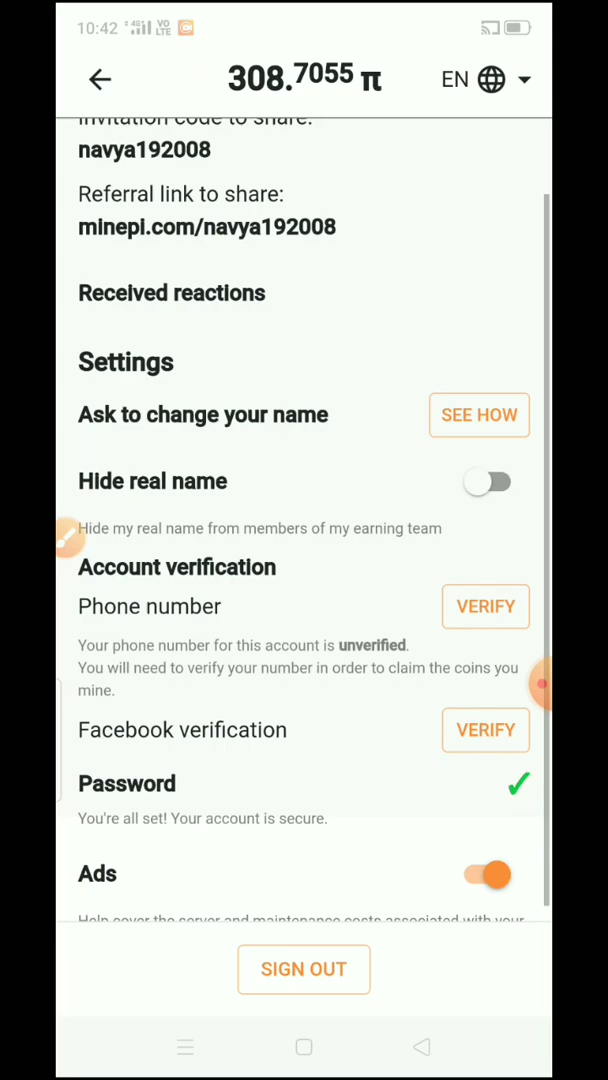 10:42 4G VO LTE
308.7055 π EN
Invitation code to share:
navya192008
Referral link to share:
minepi.com/navya192008
Received reactions
Settings
Ask to change your name SEE HOW
Hide real name
Hide my real name from members of my earning team
Account verification
Phone number VERIFY
Your phone number for this account is unverified.
You will need to verify your number in order to claim the coins you
mine.
Facebook verification VERIFY
Password
You're all set! Your account is secure.
Ads
Help cover the server and maintenance costs associated with your
SIGN OUT